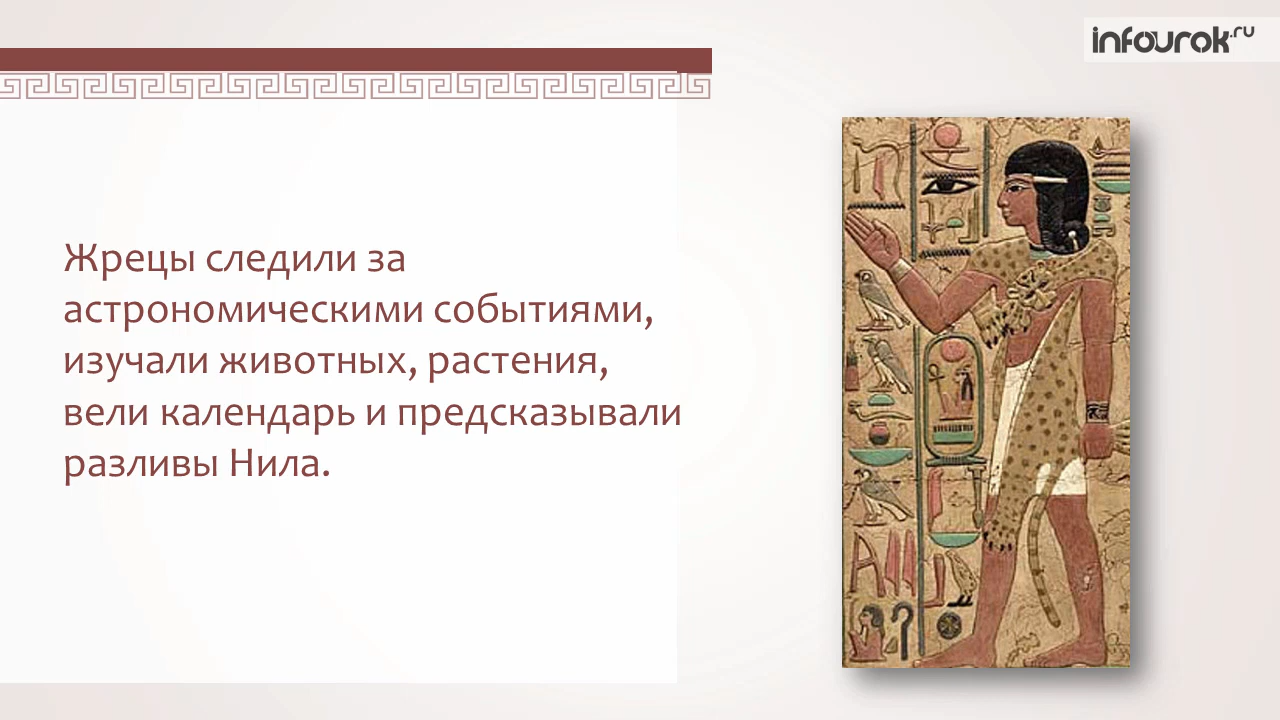 infourok.ru
Жрецы следили за
астрономическими событиями,
изучали животных, растения,
вели календарь и предсказывали
разливы Нила.